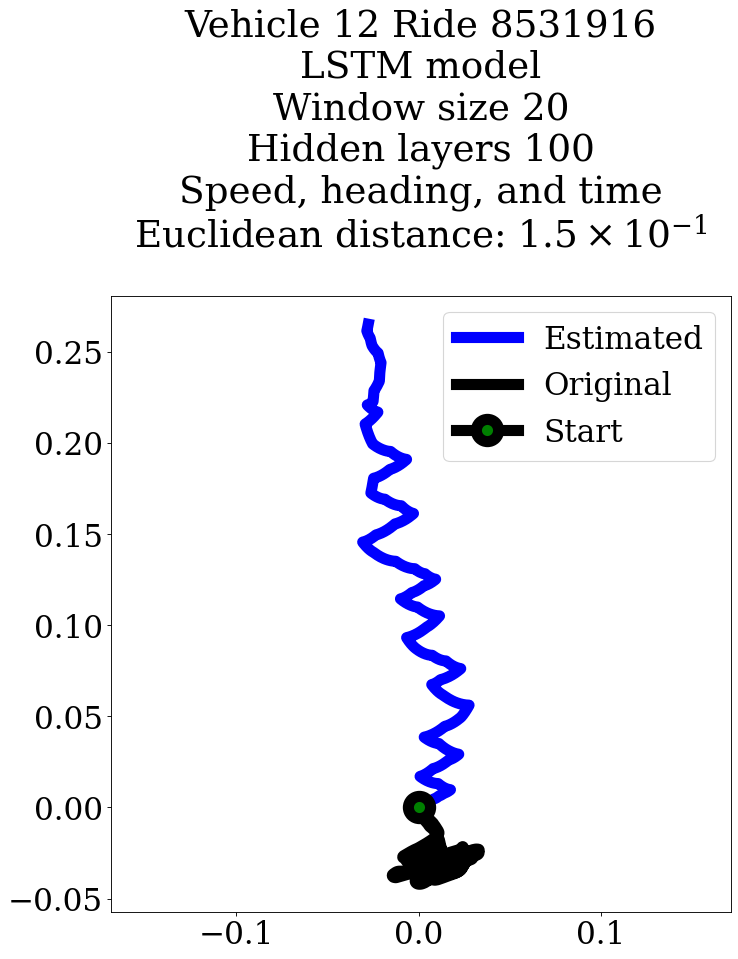 Vehicle 12 Ride 8531916
LSTM model
Window size 20
Hidden layers 100
Speed, heading, and time
Euclidean distance: 1.5 × 10⁻¹
Estimated
Original
Start
0.25
0.20
0.15
0.10
0.05
0.00
−0.05
−0.1
0.0
0.1